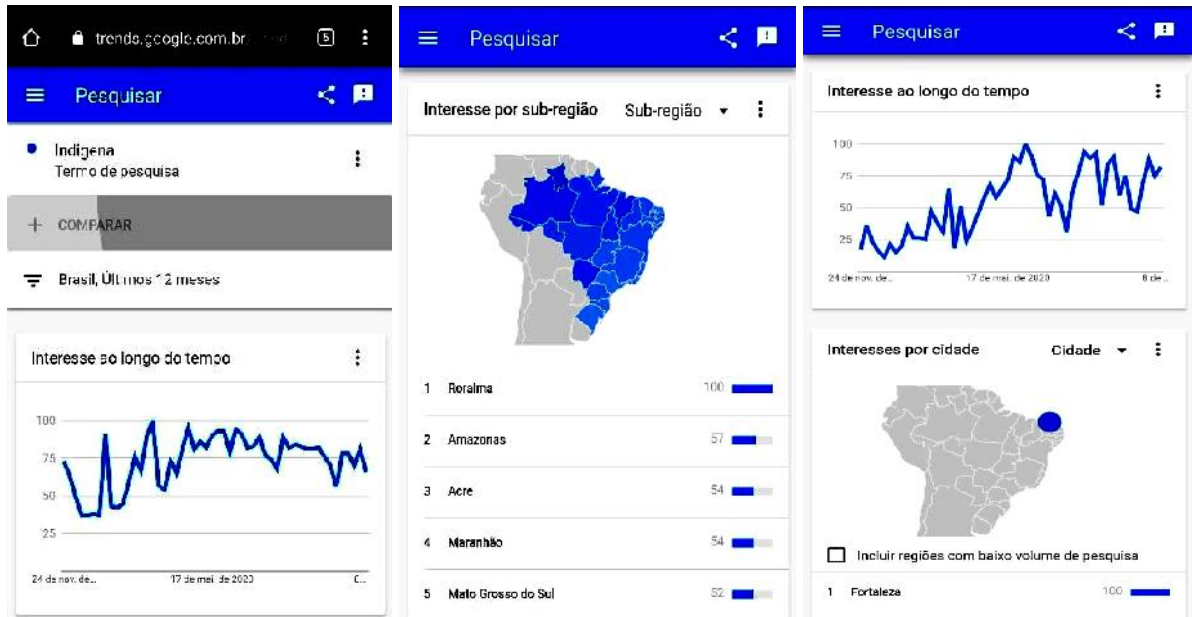 trends.google.com.br
5
Pesquisar
Indigena
Termo de pesquisa
+ COMPARAR
Brasil, Últimos 12 meses
Interesse ao longo do tempo
100
75
50
25
24 de nov. de...
17 de mai. de 2020
Pesquisar
Interesse por sub-região Sub-região
1 Roraima 100
2 Amazonas 57
3 Acre 54
4 Maranhão 54
5 Mato Grosso do Sul 52
Pesquisar
Interesse ao longo do tempo
100
75
50
25
24 de nov. de...
17 de mai. de 2020
8 de...
Interesses por cidade Cidade
Incluir regiões com baixo volume de pesquisa
1 Fortaleza 100